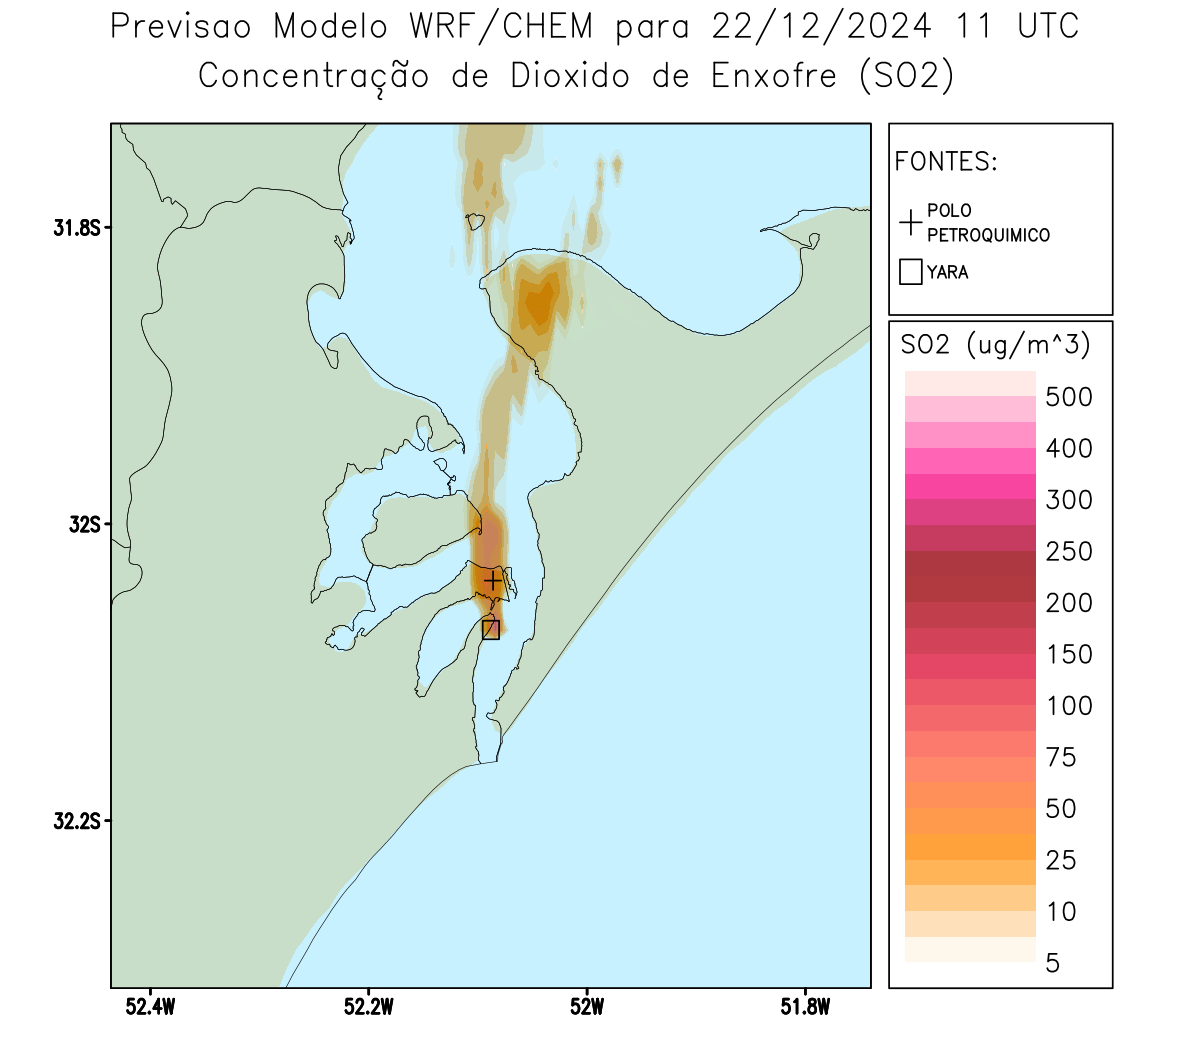 Previsao Modelo WRF/CHEM para 22/12/2024 11 UTC
Concentração de Dioxido de Enxofre (SO2)
FONTES:
POLO
PETROQUIMICO
YARA
SO2 (ug/m^3)
500
400
300
250
200
150
100
75
50
25
10
5
31.8S
32S
32.2S
52.4W
52.2W
52W
51.8W